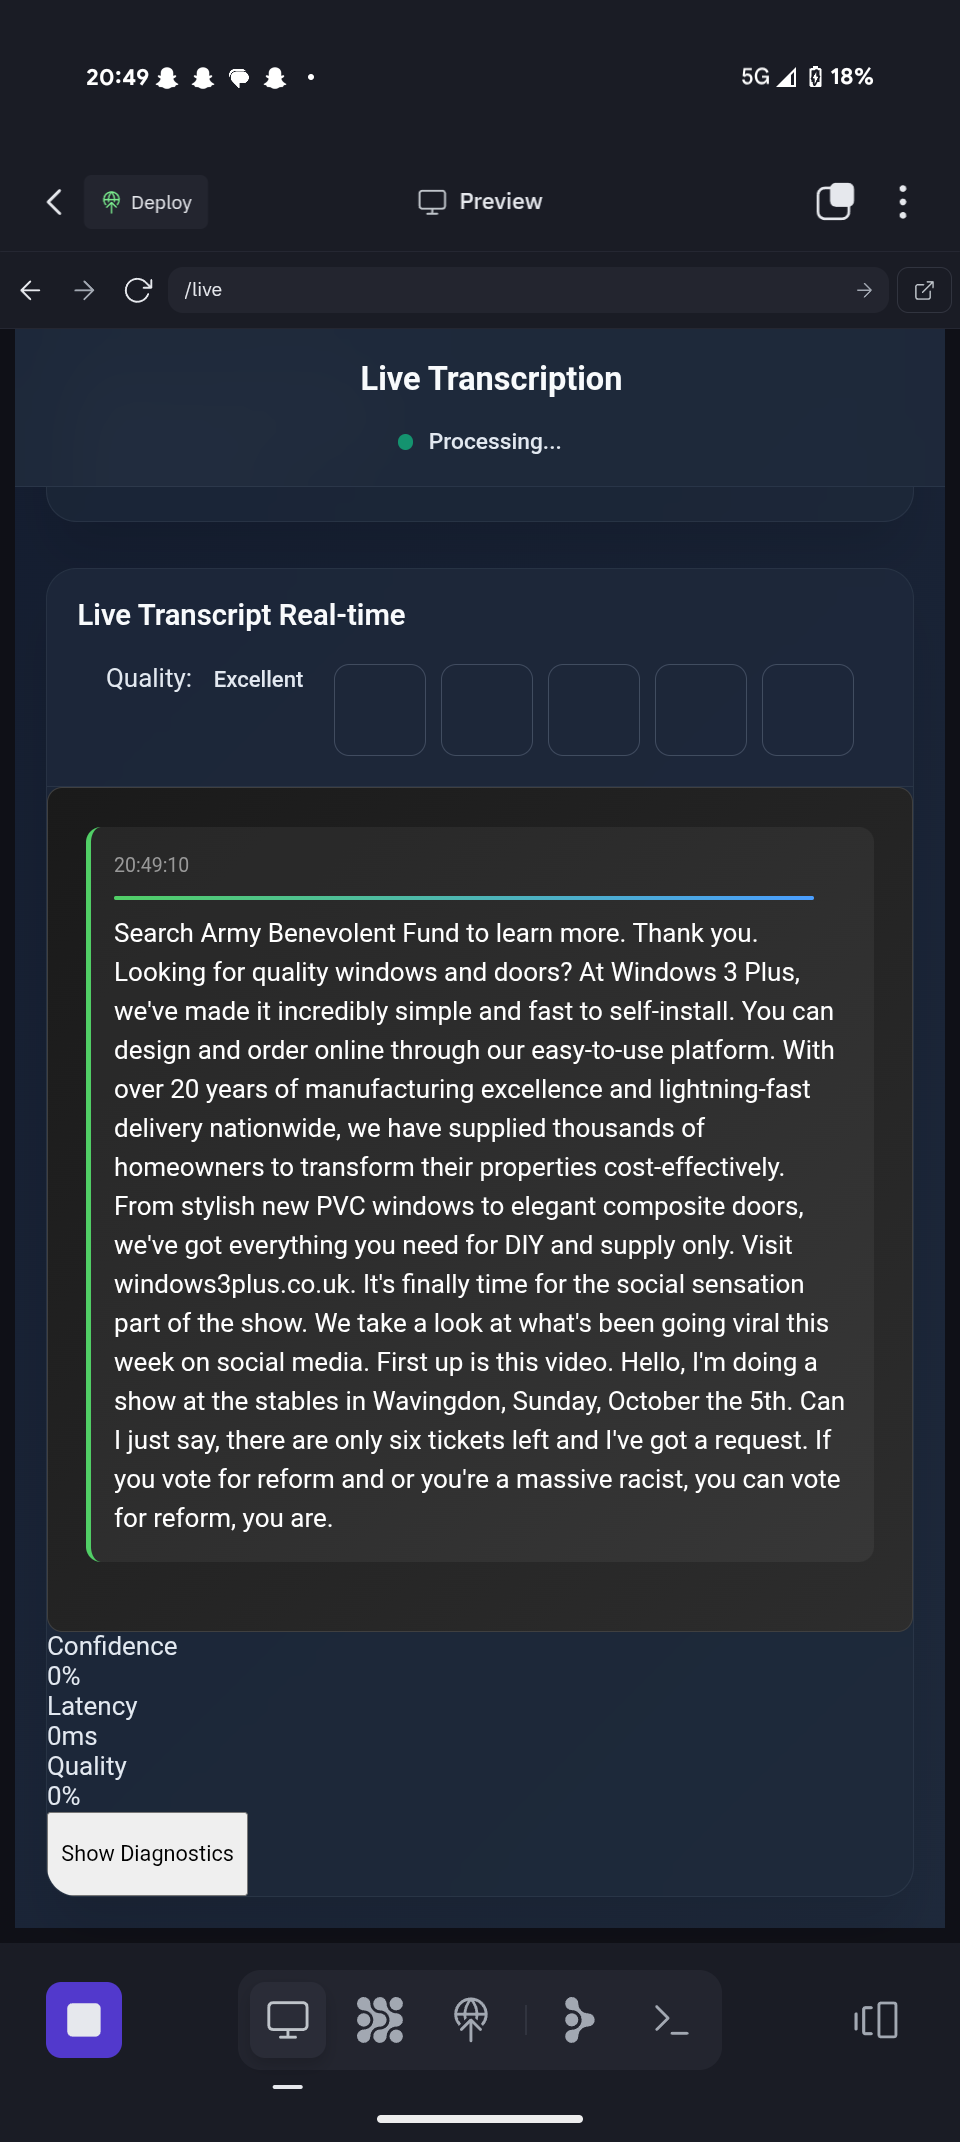 20:49
5G 18%
Deploy
Preview
/live
Live Transcription
Processing...
Live Transcript Real-time
Quality: Excellent
20:49:10
Search Army Benevolent Fund to learn more. Thank you.
Looking for quality windows and doors? At Windows 3 Plus,
we've made it incredibly simple and fast to self-install. You can
design and order online through our easy-to-use platform. With
over 20 years of manufacturing excellence and lightning-fast
delivery nationwide, we have supplied thousands of
homeowners to transform their properties cost-effectively.
From stylish new PVC windows to elegant composite doors,
we've got everything you need for DIY and supply only. Visit
windows3plus.co.uk. It's finally time for the social sensation
part of the show. We take a look at what's been going viral this
week on social media. First up is this video. Hello, I'm doing a
show at the stables in Wavingdon, Sunday, October the 5th. Can
I just say, there are only six tickets left and I've got a request. If
you vote for reform and or you're a massive racist, you can vote
for reform, you are.
Confidence
0%
Latency
0ms
Quality
0%
Show Diagnostics